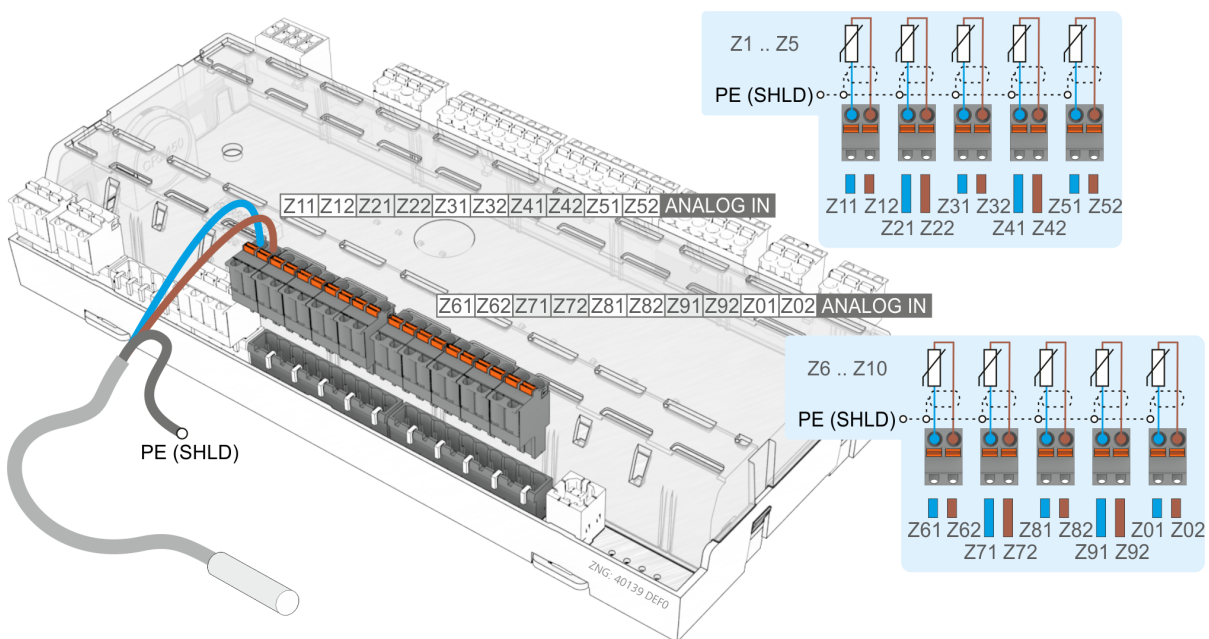 Z1 .. Z5
PE (SHLD)
Z11 Z12 Z31 Z32 Z51 Z52
Z21 Z22 Z41 Z42
Z11 Z12 Z21 Z22 Z31 Z32 Z41 Z42 Z51 Z52 ANALOG IN
Z61 Z62 Z71 Z72 Z81 Z82 Z91 Z92 Z01 Z02 ANALOG IN
Z6 .. Z10
PE (SHLD)
Z61 Z62 Z81 Z82 Z01 Z02
Z71 Z72 Z91 Z92
PE (SHLD)
ZNG: 40139 DEF0